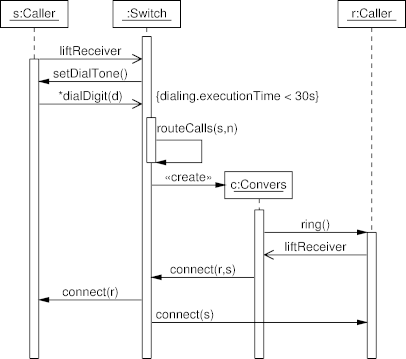 s:Caller
:Switch
r:Caller
liftReceiver
setDialTone()
*dialDigit(d)
{dialing.executionTime < 30s}
routeCalls(s,n)
«create»
c:Convers
ring()
liftReceiver
connect(r,s)
connect(r)
connect(s)